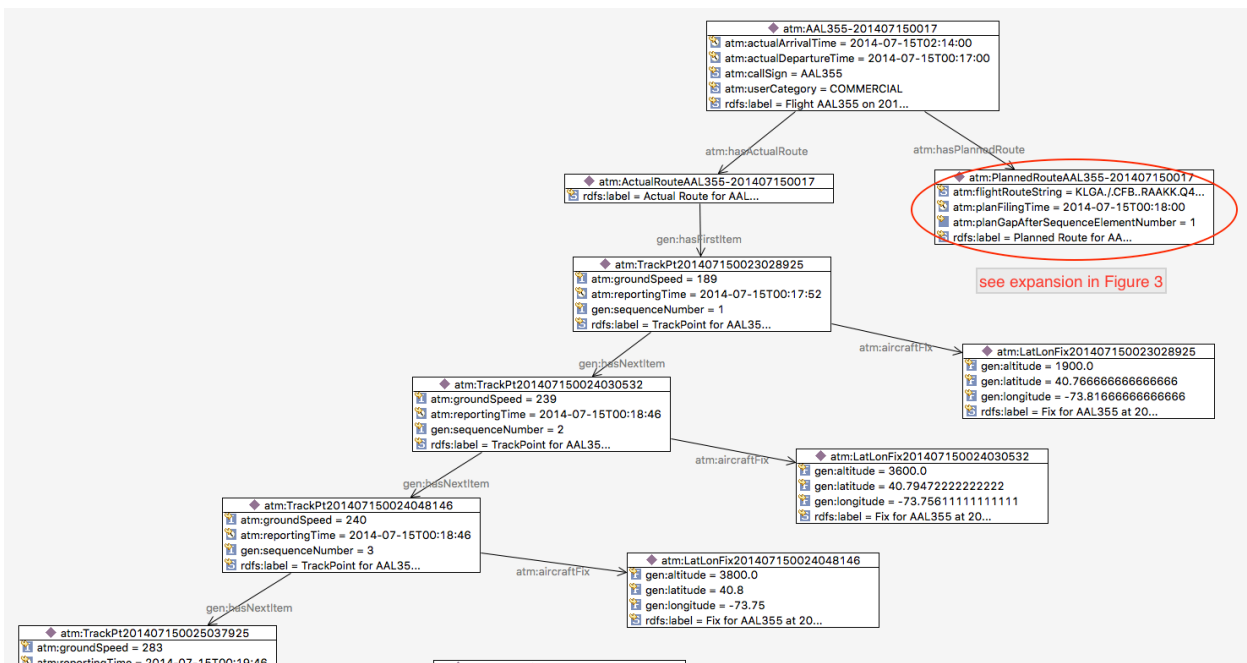 atm:AAL355-201407150017
atm:actualArrivalTime = 2014-07-15T02:14:00
atm:actualDepartureTime = 2014-07-15T00:17:00
atm:callSign = AAL355
atm:userCategory = COMMERCIAL
rdfs:label = Flight AAL355 on 201...
atm:hasActualRoute
atm:hasPlannedRoute
atm:ActualRouteAAL355-201407150017
rdfs:label = Actual Route for AAL...
atm:PlannedRouteAAL355-201407150017
atm:flightRouteString = KLGA./.CFB..RAAKK.Q4...
atm:planFilingTime = 2014-07-15T00:18:00
atm:planGapAfterSequenceElementNumber = 1
rdfs:label = Planned Route for AA...
see expansion in Figure 3
gen:hasFirstItem
atm:TrackPt201407150023028925
atm:groundSpeed = 189
atm:reportingTime = 2014-07-15T00:17:52
gen:sequenceNumber = 1
rdfs:label = TrackPoint for AAL35...
atm:aircraftFix
atm:LatLonFix201407150023028925
gen:altitude = 1900.0
gen:latitude = 40.766666666666666
gen:longitude = -73.81666666666666
rdfs:label = Fix for AAL355 at 20...
gen:hasNextItem
atm:TrackPt201407150024030532
atm:groundSpeed = 239
atm:reportingTime = 2014-07-15T00:18:46
gen:sequenceNumber = 2
rdfs:label = TrackPoint for AAL35...
atm:aircraftFix
atm:LatLonFix201407150024030532
gen:altitude = 3600.0
gen:latitude = 40.79472222222222
gen:longitude = -73.75611111111111
rdfs:label = Fix for AAL355 at 20...
gen:hasNextItem
atm:TrackPt201407150024048146
atm:groundSpeed = 240
atm:reportingTime = 2014-07-15T00:18:46
gen:sequenceNumber = 3
rdfs:label = TrackPoint for AAL35...
atm:aircraftFix
atm:LatLonFix201407150024048146
gen:altitude = 3800.0
gen:latitude = 40.8
gen:longitude = -73.75
rdfs:label = Fix for AAL355 at 20...
gen:hasNextItem
atm:TrackPt201407150025037925
atm:groundSpeed = 283
atm:reportingTime = 2014-07-15T00:19:46